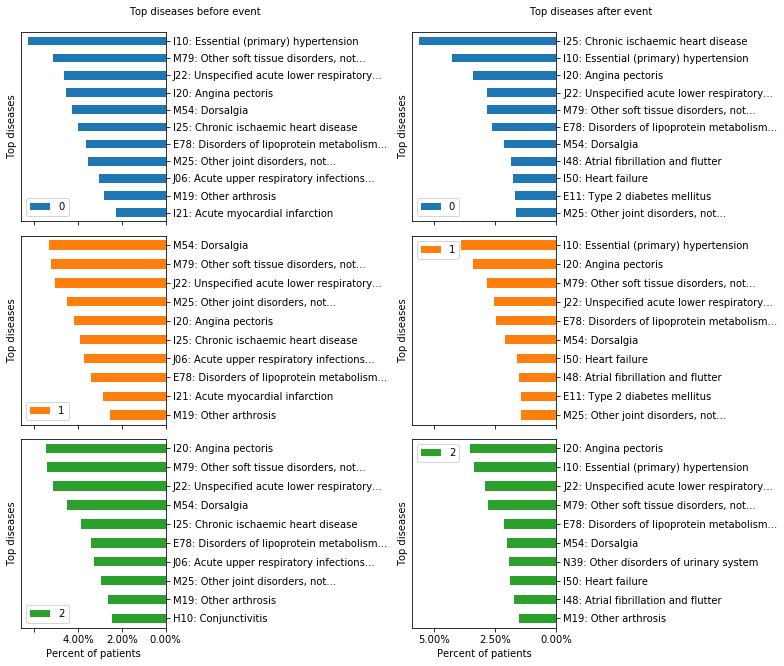 Top diseases before event
Top diseases
I10: Essential (primary) hypertension
M79: Other soft tissue disorders, not...
J22: Unspecified acute lower respiratory...
I20: Angina pectoris
M54: Dorsalgia
I25: Chronic ischaemic heart disease
E78: Disorders of lipoprotein metabolism...
M25: Other joint disorders, not...
J06: Acute upper respiratory infections...
M19: Other arthrosis
I21: Acute myocardial infarction
0
Top diseases after event
Top diseases
I25: Chronic ischaemic heart disease
I10: Essential (primary) hypertension
I20: Angina pectoris
J22: Unspecified acute lower respiratory...
M79: Other soft tissue disorders, not...
E78: Disorders of lipoprotein metabolism...
M54: Dorsalgia
I48: Atrial fibrillation and flutter
I50: Heart failure
E11: Type 2 diabetes mellitus
M25: Other joint disorders, not...
0
Top diseases
M54: Dorsalgia
M79: Other soft tissue disorders, not...
J22: Unspecified acute lower respiratory...
M25: Other joint disorders, not...
I20: Angina pectoris
I25: Chronic ischaemic heart disease
J06: Acute upper respiratory infections...
E78: Disorders of lipoprotein metabolism...
I21: Acute myocardial infarction
M19: Other arthrosis
1
Top diseases
1
I10: Essential (primary) hypertension
I20: Angina pectoris
M79: Other soft tissue disorders, not...
J22: Unspecified acute lower respiratory...
E78: Disorders of lipoprotein metabolism...
M54: Dorsalgia
I50: Heart failure
I48: Atrial fibrillation and flutter
E11: Type 2 diabetes mellitus
M25: Other joint disorders, not...
Top diseases
I20: Angina pectoris
M79: Other soft tissue disorders, not...
J22: Unspecified acute lower respiratory...
M54: Dorsalgia
I25: Chronic ischaemic heart disease
E78: Disorders of lipoprotein metabolism...
J06: Acute upper respiratory infections...
M25: Other joint disorders, not...
M19: Other arthrosis
H10: Conjunctivitis
2
4.00% 2.00% 0.00%
Percent of patients
Top diseases
2
I20: Angina pectoris
I10: Essential (primary) hypertension
J22: Unspecified acute lower respiratory...
M79: Other soft tissue disorders, not...
E78: Disorders of lipoprotein metabolism...
M54: Dorsalgia
N39: Other disorders of urinary system
I50: Heart failure
I48: Atrial fibrillation and flutter
M19: Other arthrosis
5.00% 2.50% 0.00%
Percent of patients